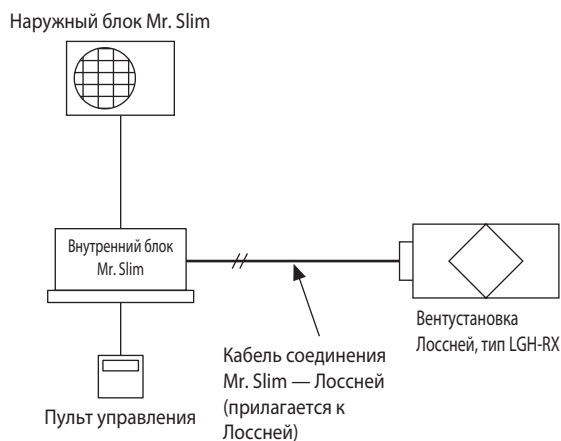 Наружный блок Mr. Slim
Внутренний блок
Mr. Slim
Вентустановка
Лоссней, тип LGH-RX
Кабель соединения
Mr. Slim — Лоссней
(прилагается к
Лоссней)
Пульт управления